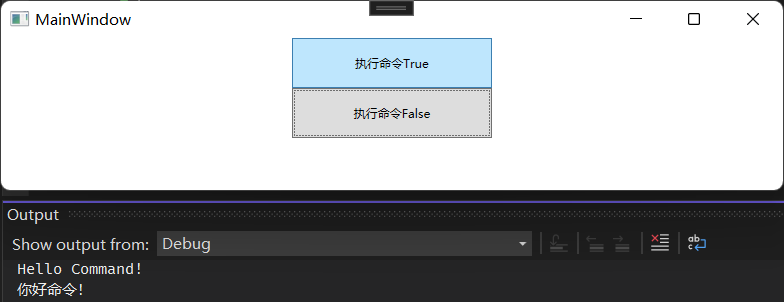 MainWindow
执行命令True
执行命令False
Output
Show output from: Debug
Hello Command!
你好命令!